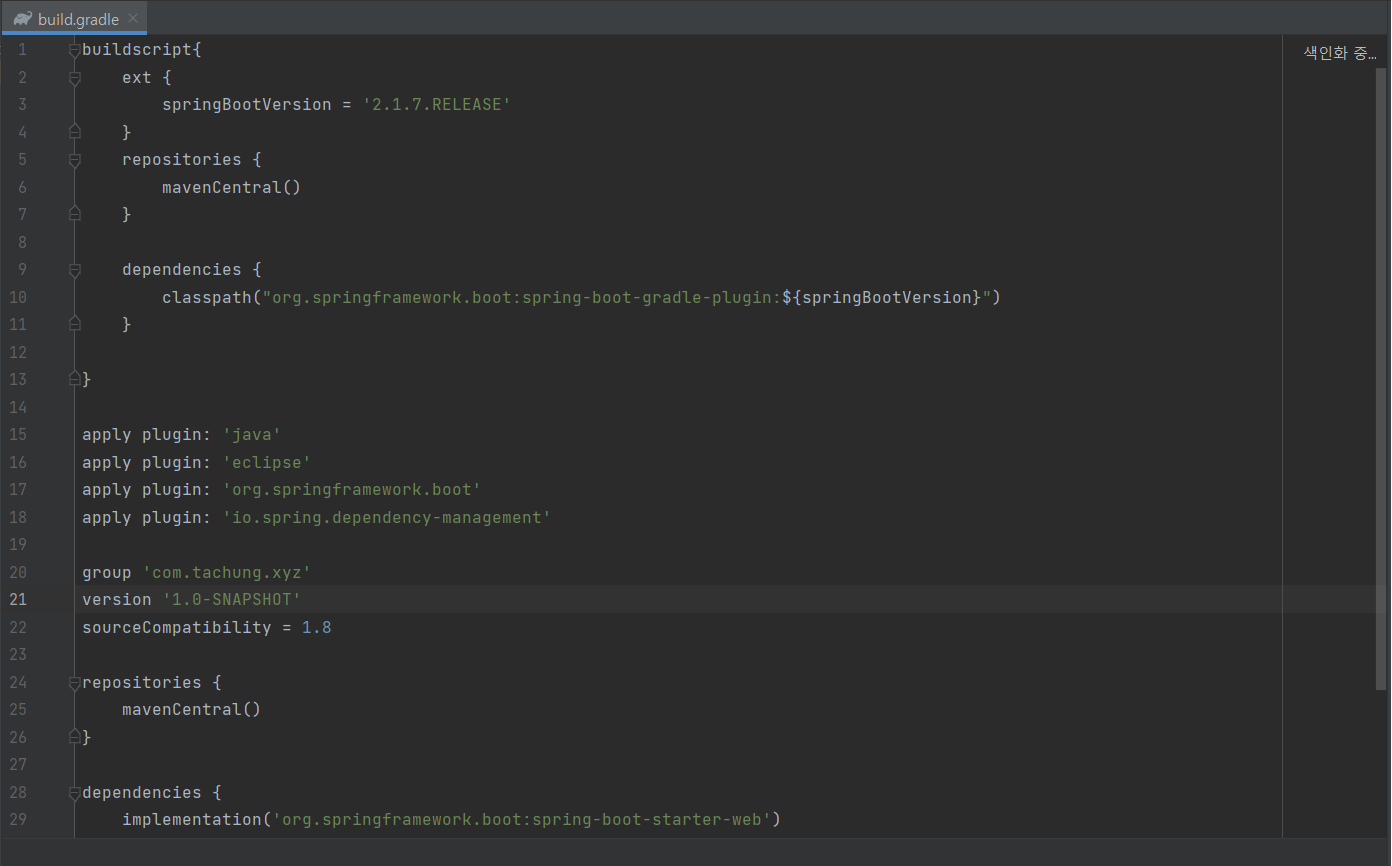 build.gradle
색인화 중...
1 buildscript{
2     ext {
3         springBootVersion = '2.1.7.RELEASE'
4     }
5     repositories {
6         mavenCentral()
7     }
8
9     dependencies {
10         classpath("org.springframework.boot:spring-boot-gradle-plugin:${springBootVersion}")
11     }
12
13 }
14
15 apply plugin: 'java'
16 apply plugin: 'eclipse'
17 apply plugin: 'org.springframework.boot'
18 apply plugin: 'io.spring.dependency-management'
19
20 group 'com.tachung.xyz'
21 version '1.0-SNAPSHOT'
22 sourceCompatibility = 1.8
23
24 repositories {
25     mavenCentral()
26 }
27
28 dependencies {
29     implementation('org.springframework.boot:spring-boot-starter-web')